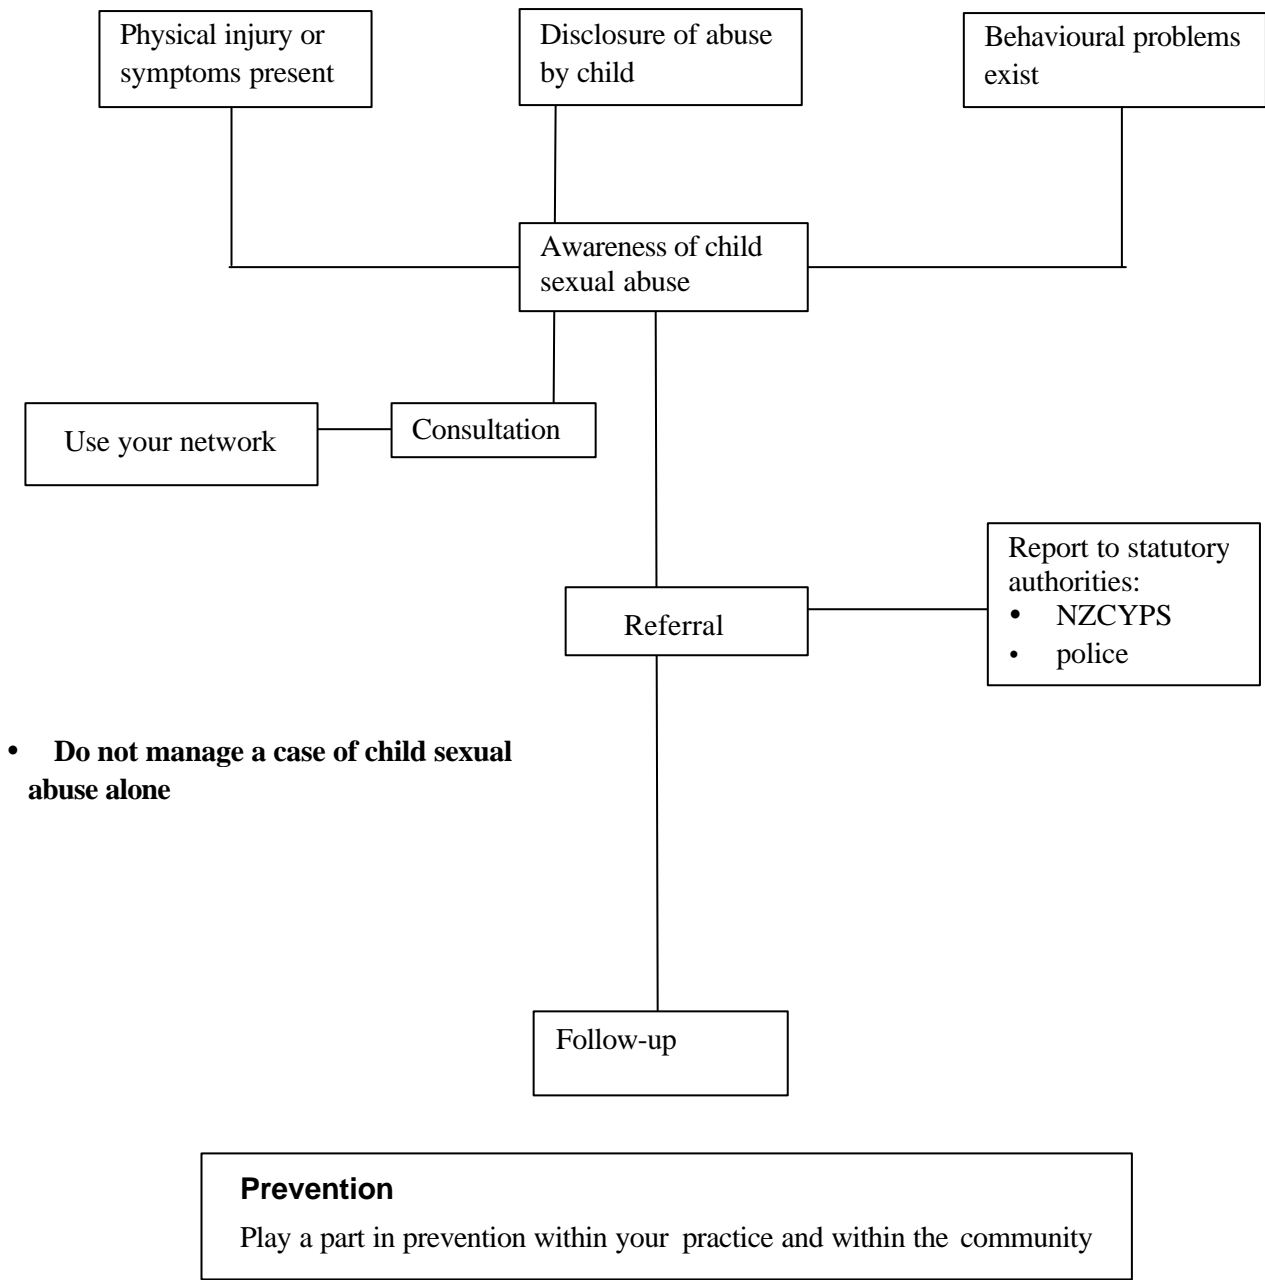 Physical injury or
symptoms present
Disclosure of abuse
by child
Behavioural problems
exist
Awareness of child
sexual abuse
Use your network
Consultation
Report to statutory
authorities:
• NZCYPS
• police
Referral
• Do not manage a case of child sexual
abuse alone
Follow-up
Prevention
Play a part in prevention within your practice and within the community